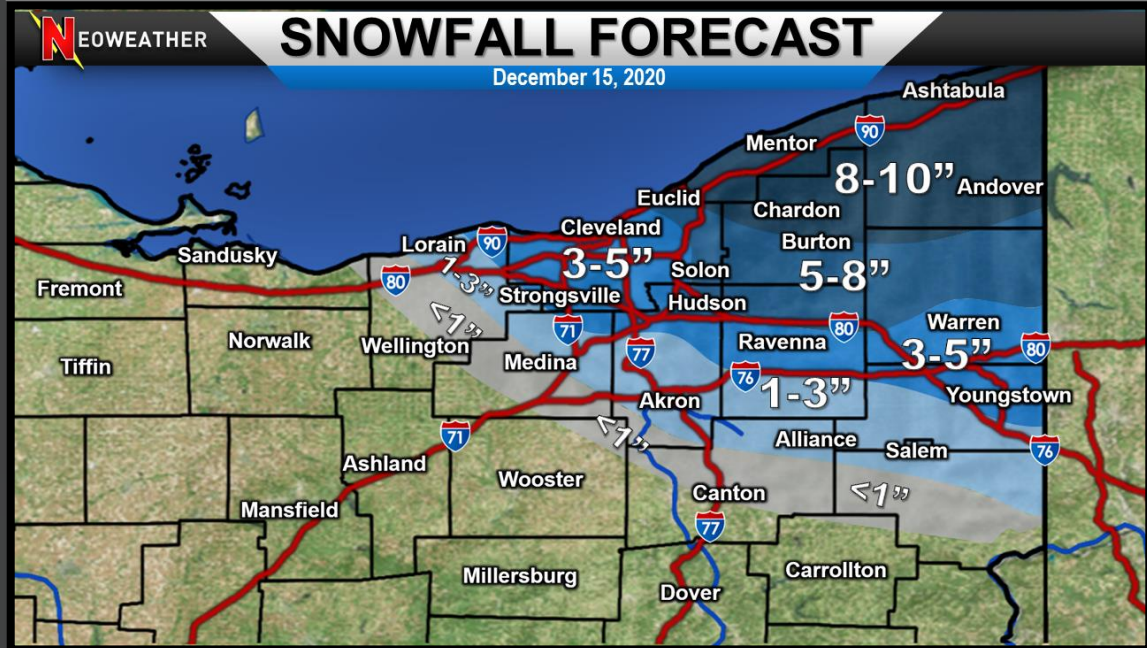 NEOWEATHER
SNOWFALL FORECAST
December 15, 2020
Ashtabula
90
Mentor
8-10” Andover
Euclid
Chardon
Cleveland
Burton
Lorain 90
Sandusky
3-5”
Solon
5-8”
80
1-3”
Fremont
Strongsville
Hudson
<1”
71
80
Warren
Norwalk
Wellington
77
Ravenna
3-5”
80
Tiffin
Medina
76
1-3”
Youngstown
Akron
<1”
71
Alliance
Salem
76
Ashland
Wooster
Canton
<1”
Mansfield
77
Millersburg
Carrollton
Dover